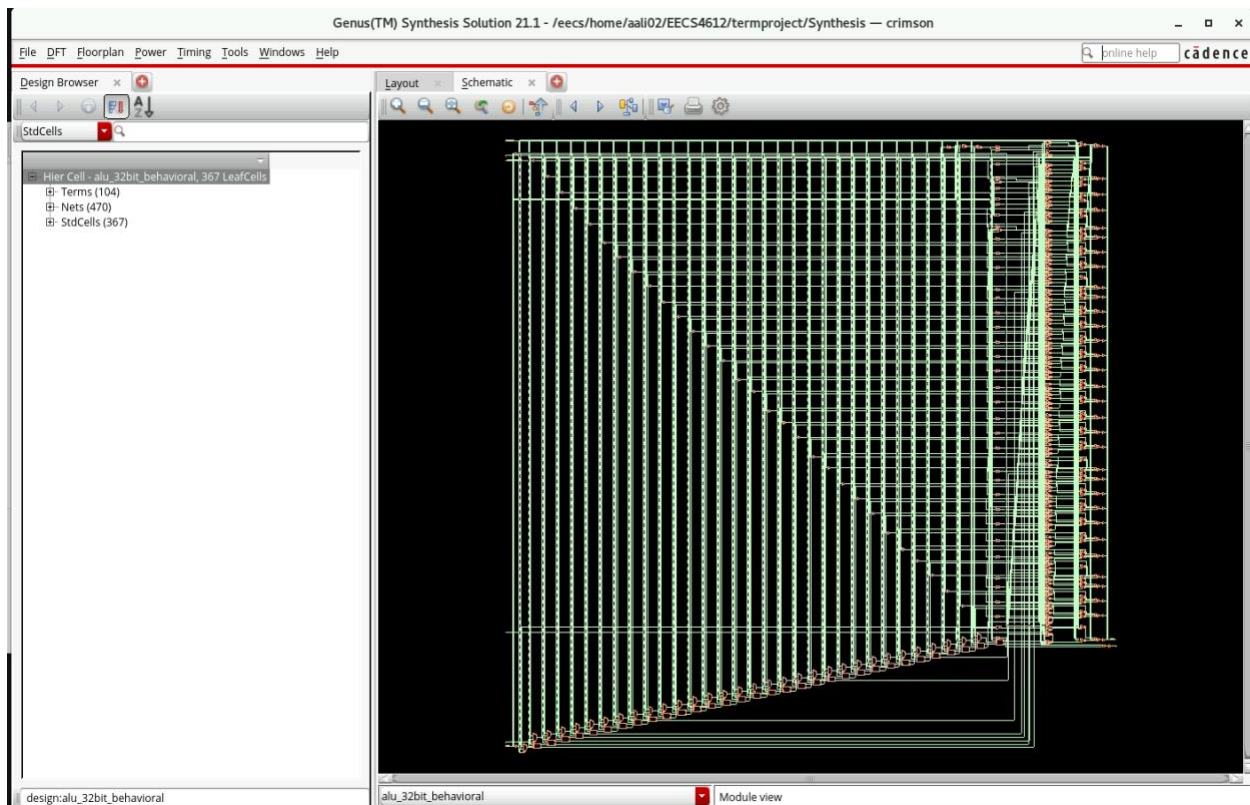 Genus(TM) Synthesis Solution 21.1 - /eecs/home/aali02/EECS4612/termproject/Synthesis — crimson
File DFT Floorplan Power Timing Tools Windows Help
online help
cādence
Design Browser
Layout
Schematic
StdCells
Hier Cell - alu_32bit_behavioral, 367 LeafCells
Terms (104)
Nets (470)
StdCells (367)
design:alu_32bit_behavioral
alu_32bit_behavioral
Module view